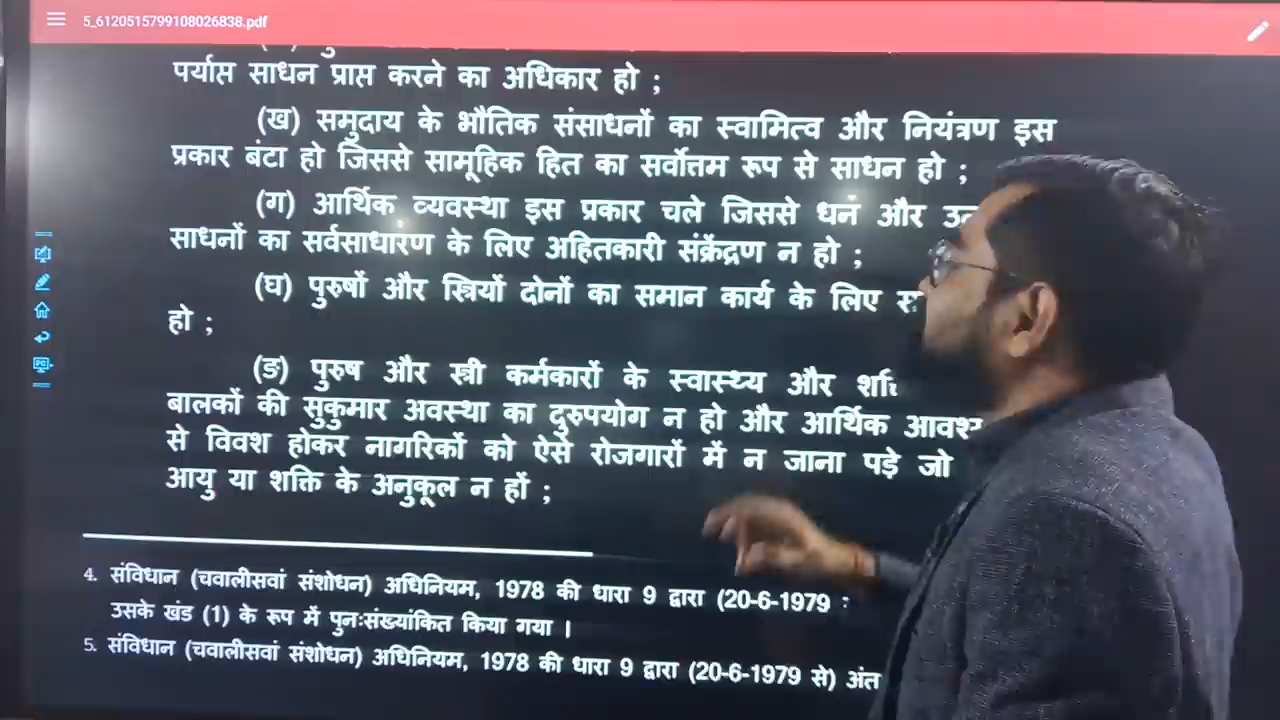 5_6120515799108026838.pdf
पर्याप्त साधन प्राप्त करने का अधिकार हो ;
(ख) समुदाय के भौतिक संसाधनों का स्वामित्व और नियंत्रण इस
प्रकार बंटा हो जिससे सामूहिक हित का सर्वोत्तम रूप से साधन हो ;
(ग) आर्थिक व्यवस्था इस प्रकार चले जिससे धन और
साधनों का सर्वसाधारण के लिए अहितकारी संक्रेंद्रण न हो ;
(घ) पुरुषों और स्त्रियों दोनों का समान कार्य के लिए
हो ;
(ङ) पुरुष और स्त्री कर्मकारों के स्वास्थ्य और
बालकों की सुकुमार अवस्था का दुरुपयोग न हो और आर्थिक
से विवश होकर नागरिकों को ऐसे रोजगारों में न जाना पड़े जो
आयु या शक्ति के अनुकूल न हों ;
4. संविधान (चवालीसवां संशोधन) अधिनियम, 1978 की धारा 9 द्वारा (20-6-1979
उसके खंड (1) के रूप में पुनःसंख्यांकित किया गया ।
5. संविधान (चवालीसवां संशोधन) अधिनियम, 1978 की धारा 9 द्वारा (20-6-1979 से) अंत